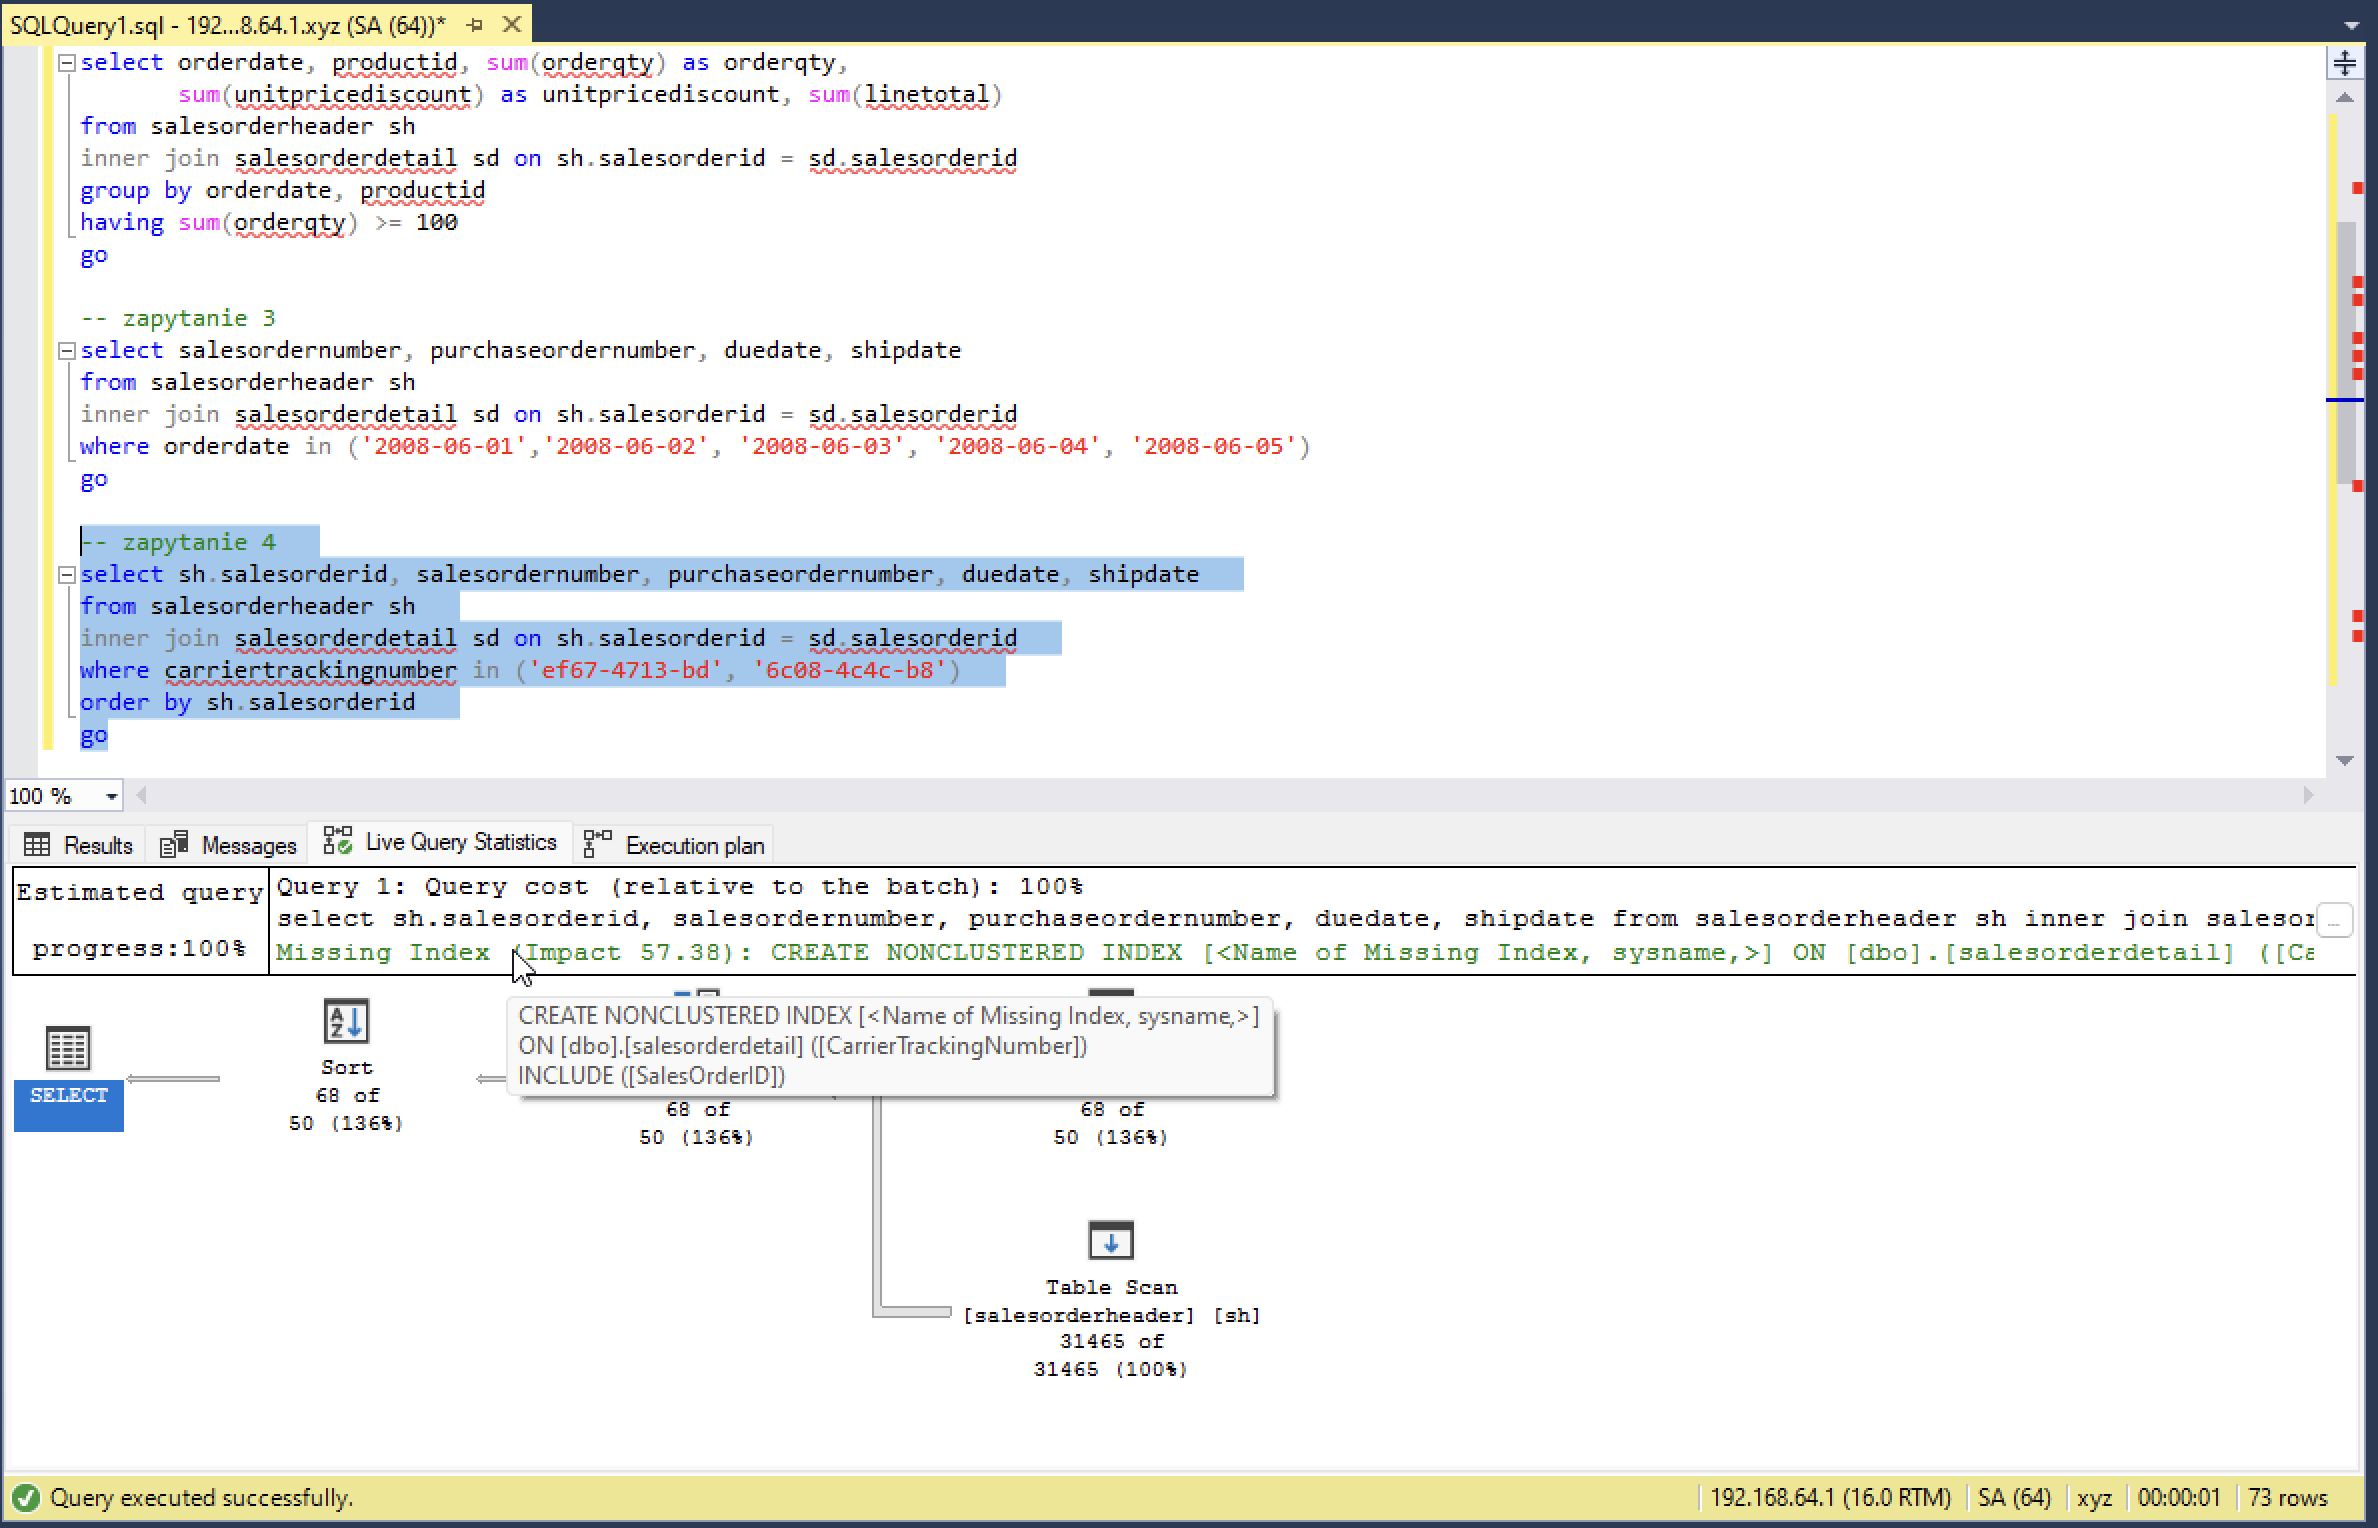 SQLQuery1.sql - 192...8.64.1.xyz (SA (64))*
select orderdate, productid, sum(orderqty) as orderqty,
sum(unitpricediscount) as unitpricediscount, sum(linetotal)
from salesorderheader sh
inner join salesorderdetail sd on sh.salesorderid = sd.salesorderid
group by orderdate, productid
having sum(orderqty) >= 100
go
-- zapytanie 3
select salesordernumber, purchaseordernumber, duedate, shipdate
from salesorderheader sh
inner join salesorderdetail sd on sh.salesorderid = sd.salesorderid
where orderdate in ('2008-06-01','2008-06-02', '2008-06-03', '2008-06-04', '2008-06-05')
go
-- zapytanie 4
select sh.salesorderid, salesordernumber, purchaseordernumber, duedate, shipdate
from salesorderheader sh
inner join salesorderdetail sd on sh.salesorderid = sd.salesorderid
where carriertrackingnumber in ('ef67-4713-bd', '6c08-4c4c-b8')
order by sh.salesorderid
go
100 %
Results Messages Live Query Statistics Execution plan
Estimated query
progress:100%
Query 1: Query cost (relative to the batch): 100%
select sh.salesorderid, salesordernumber, purchaseordernumber, duedate, shipdate from salesorderheader sh inner join salesor
Missing Index (Impact 57.38): CREATE NONCLUSTERED INDEX [<Name of Missing Index, sysname,>] ON [dbo].[salesorderdetail] ([Ca
CREATE NONCLUSTERED INDEX [<Name of Missing Index, sysname,>]
ON [dbo].[salesorderdetail] ([CarrierTrackingNumber])
INCLUDE ([SalesOrderID])
SELECT
Sort
68 of
50 (136%)
68 of
50 (136%)
68 of
50 (136%)
Table Scan
[salesorderheader] [sh]
31465 of
31465 (100%)
Query executed successfully.
192.168.64.1 (16.0 RTM) SA (64) xyz 00:00:01 73 rows